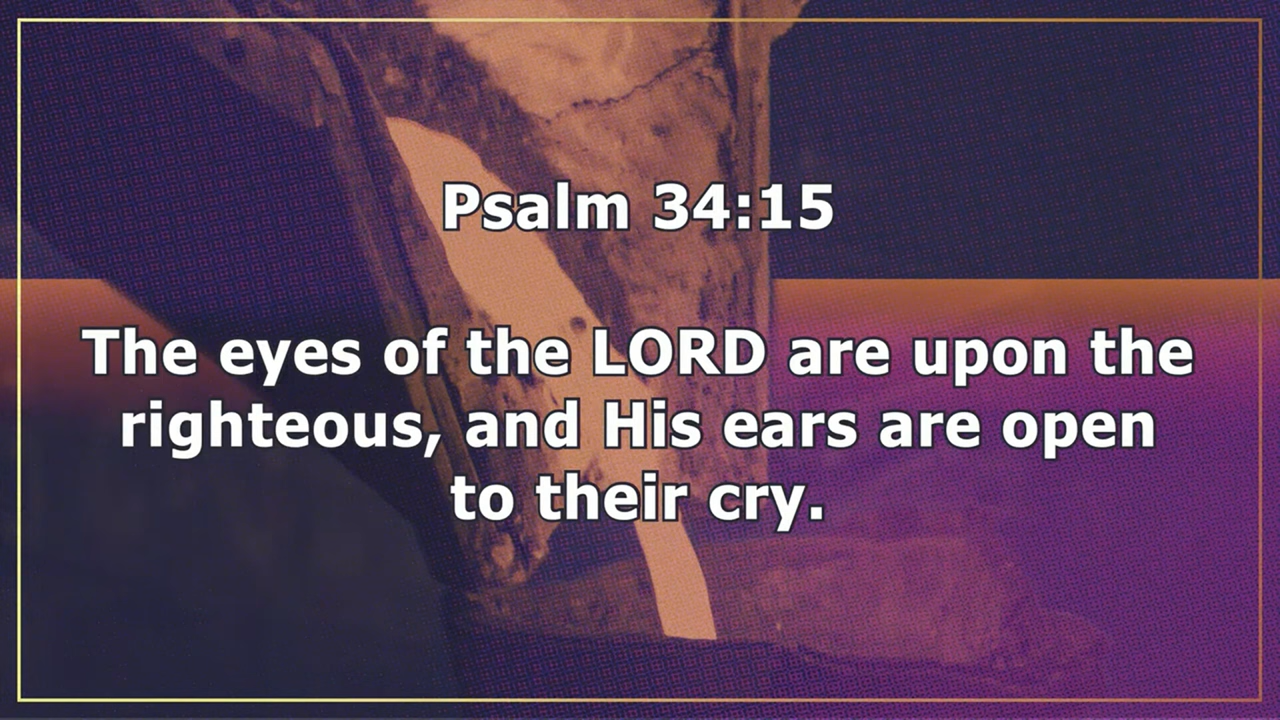 Psalm 34:15
The eyes of the LORD are upon the
righteous, and His ears are open
to their cry.